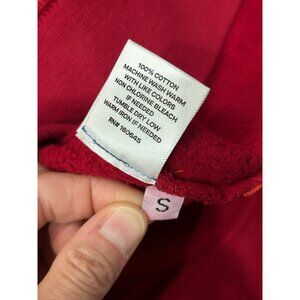 100% COTTON
MACHINE WASH WARM
WITH LIKE COLORS
NON CHLORINE BLEACH
IF NEEDED
TUMBLE DRY LOW
WARM IRON IF NEEDED
RN# 160645
S